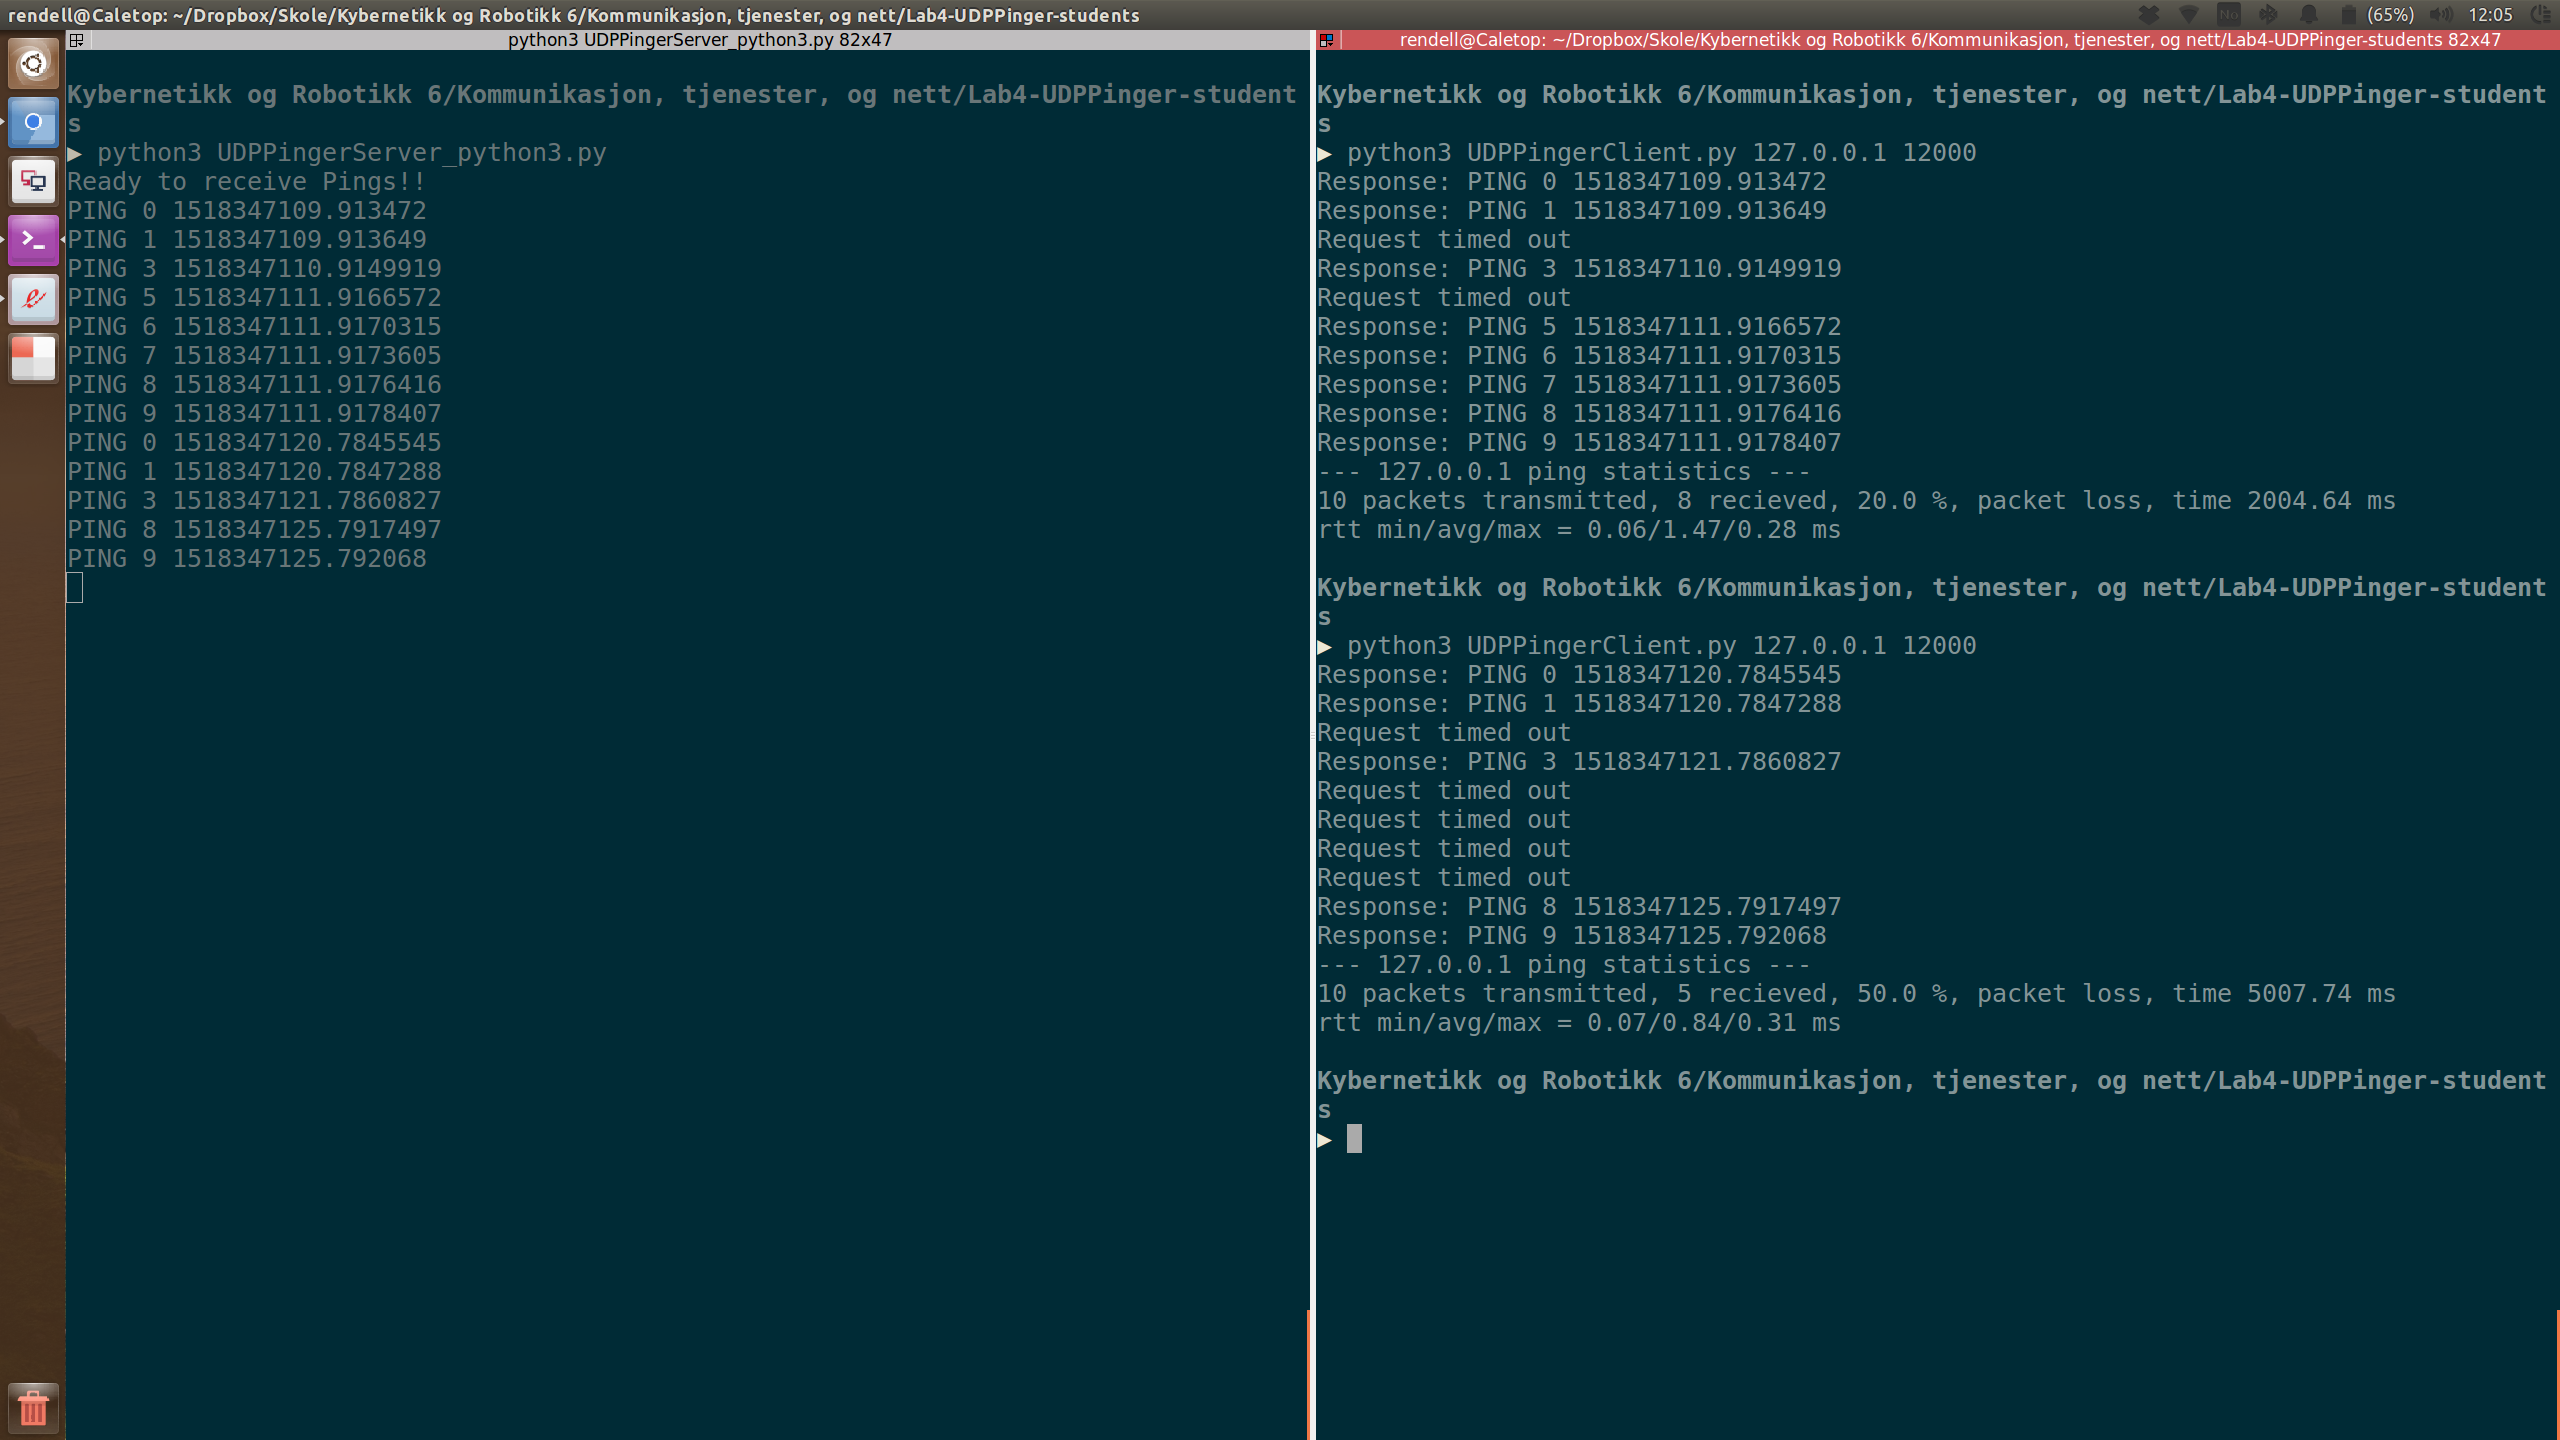 rendell@Caletop: ~/Dropbox/Skole/Kybernetikk og Robotikk 6/Kommunikasjon, tjenester, og nett/Lab4-UDPPinger-students
No (65%) 12:05
python3 UDPPingerServer_python3.py 82x47
Kybernetikk og Robotikk 6/Kommunikasjon, tjenester, og nett/Lab4-UDPPinger-student
s
▶ python3 UDPPingerServer_python3.py
Ready to receive Pings!!
PING 0 1518347109.913472
PING 1 1518347109.913649
PING 3 1518347110.9149919
PING 5 1518347111.9166572
PING 6 1518347111.9170315
PING 7 1518347111.9173605
PING 8 1518347111.9176416
PING 9 1518347111.9178407
PING 0 1518347120.7845545
PING 1 1518347120.7847288
PING 3 1518347121.7860827
PING 8 1518347125.7917497
PING 9 1518347125.792068
rendell@Caletop: ~/Dropbox/Skole/Kybernetikk og Robotikk 6/Kommunikasjon, tjenester, og nett/Lab4-UDPPinger-students 82x47
Kybernetikk og Robotikk 6/Kommunikasjon, tjenester, og nett/Lab4-UDPPinger-student
s
▶ python3 UDPPingerClient.py 127.0.0.1 12000
Response: PING 0 1518347109.913472
Response: PING 1 1518347109.913649
Request timed out
Response: PING 3 1518347110.9149919
Request timed out
Response: PING 5 1518347111.9166572
Response: PING 6 1518347111.9170315
Response: PING 7 1518347111.9173605
Response: PING 8 1518347111.9176416
Response: PING 9 1518347111.9178407
--- 127.0.0.1 ping statistics ---
10 packets transmitted, 8 recieved, 20.0 %, packet loss, time 2004.64 ms
rtt min/avg/max = 0.06/1.47/0.28 ms
Kybernetikk og Robotikk 6/Kommunikasjon, tjenester, og nett/Lab4-UDPPinger-student
s
▶ python3 UDPPingerClient.py 127.0.0.1 12000
Response: PING 0 1518347120.7845545
Response: PING 1 1518347120.7847288
Request timed out
Response: PING 3 1518347121.7860827
Request timed out
Request timed out
Request timed out
Request timed out
Response: PING 8 1518347125.7917497
Response: PING 9 1518347125.792068
--- 127.0.0.1 ping statistics ---
10 packets transmitted, 5 recieved, 50.0 %, packet loss, time 5007.74 ms
rtt min/avg/max = 0.07/0.84/0.31 ms
Kybernetikk og Robotikk 6/Kommunikasjon, tjenester, og nett/Lab4-UDPPinger-student
s
▶